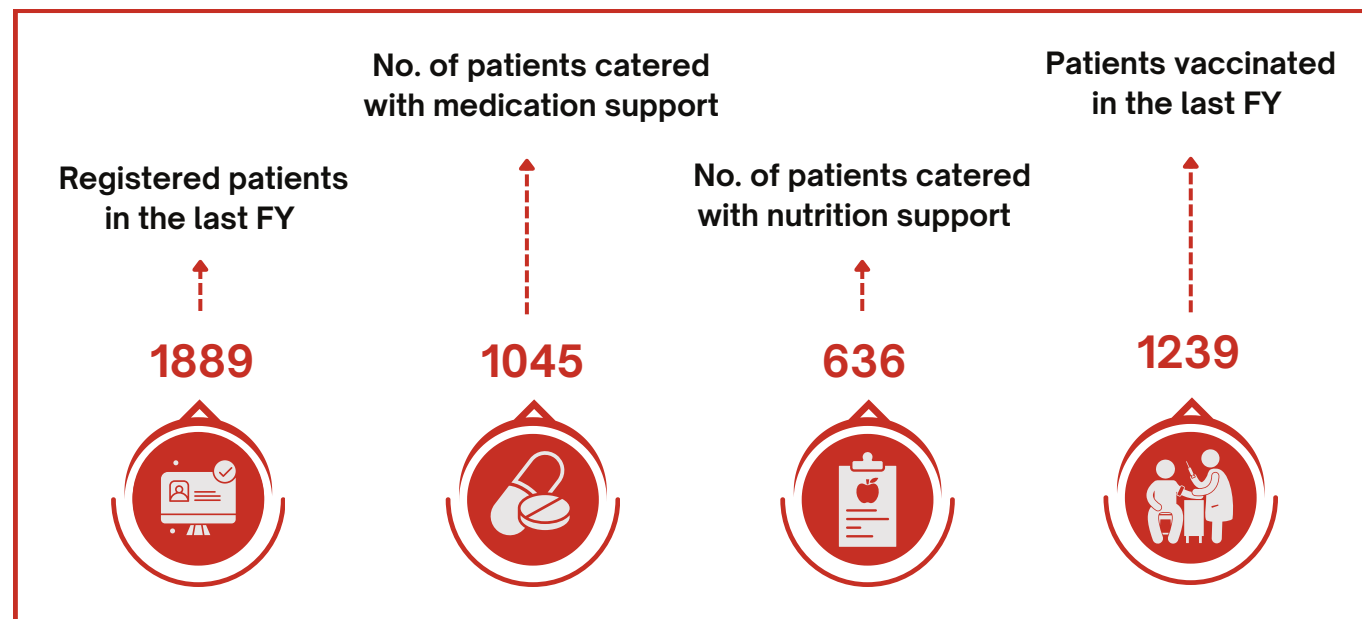 Registered patients
in the last FY
1889
No. of patients catered
with medication support
1045
No. of patients catered
with nutrition support
636
Patients vaccinated
in the last FY
1239